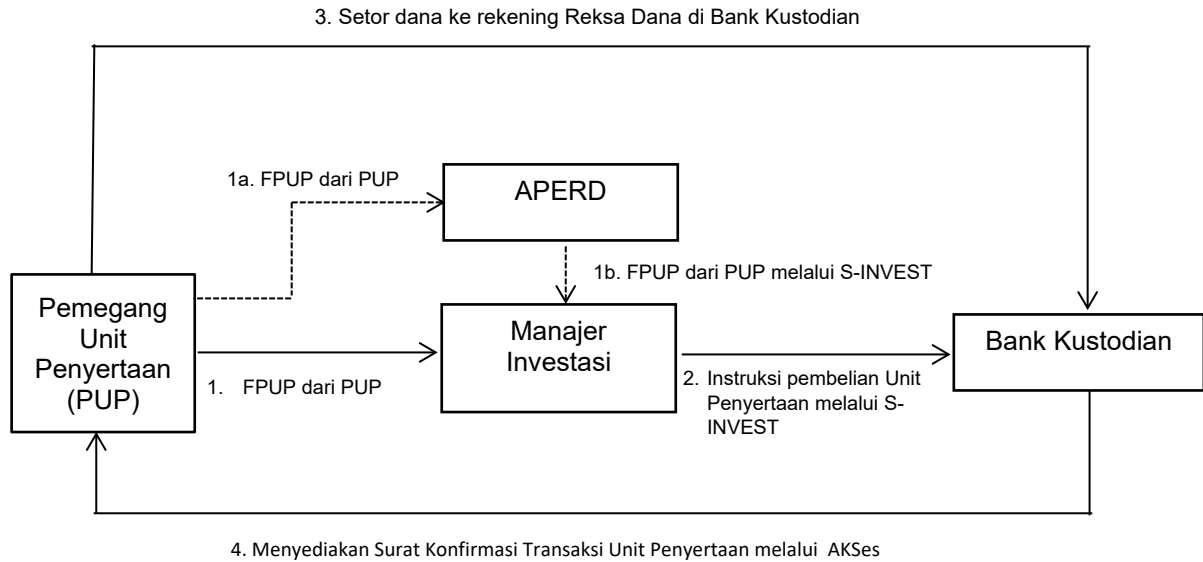 3. Setor dana ke rekening Reksa Dana di Bank Kustodian
1a. FPUP dari PUP
APERD
1b. FPUP dari PUP melalui S-INVEST
Pemegang
Unit
Penyertaan
(PUP)
Manajer
Investasi
Bank Kustodian
1. FPUP dari PUP
2. Instruksi pembelian Unit
Penyertaan melalui S-
INVEST
4. Menyediakan Surat Konfirmasi Transaksi Unit Penyertaan melalui AKSes